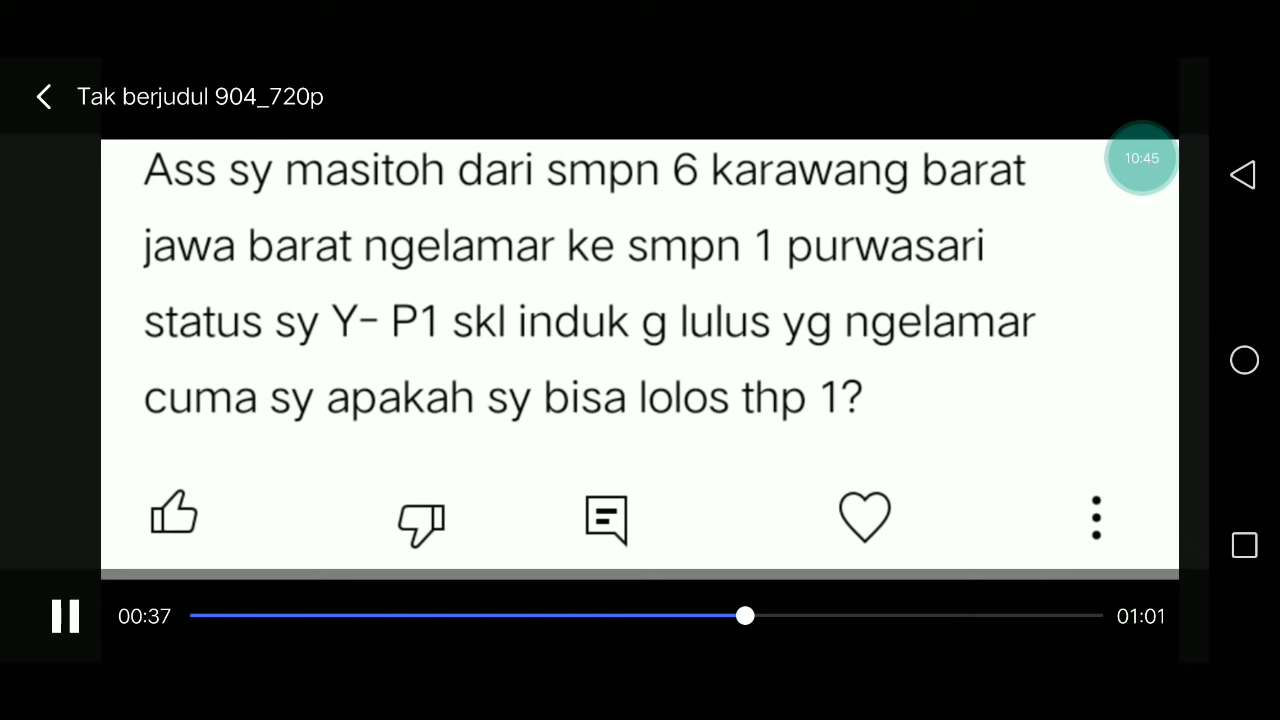 Tak berjudul 904_720p
10:45
Ass sy masitoh dari smpn 6 karawang barat
jawa barat ngelamar ke smpn 1 purwasari
status sy Y- P1 skl induk g lulus yg ngelamar
cuma sy apakah sy bisa lolos thp 1?
00:37
01:01